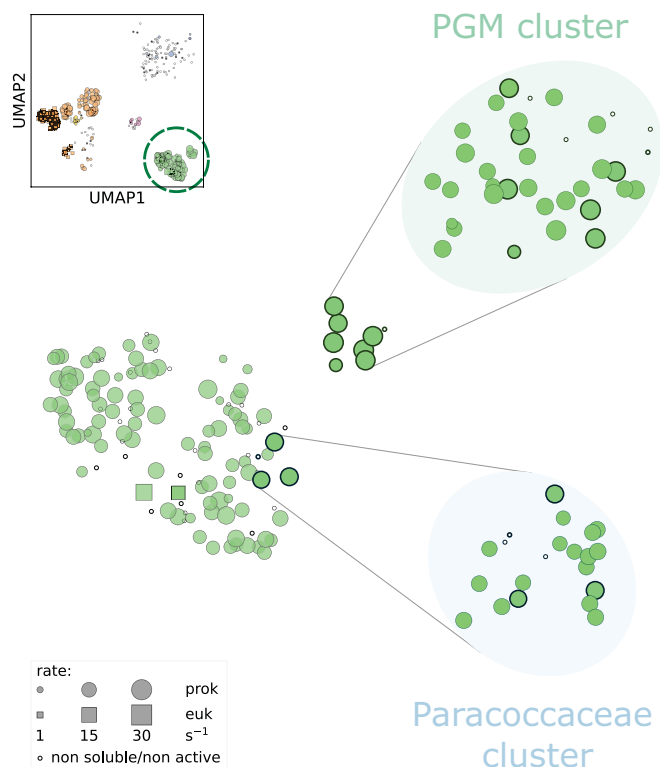 PGM cluster
UMAP2
UMAP1
rate:
prok
euk
1 15 30 s⁻¹
non soluble/non active
Paracoccaceae
cluster